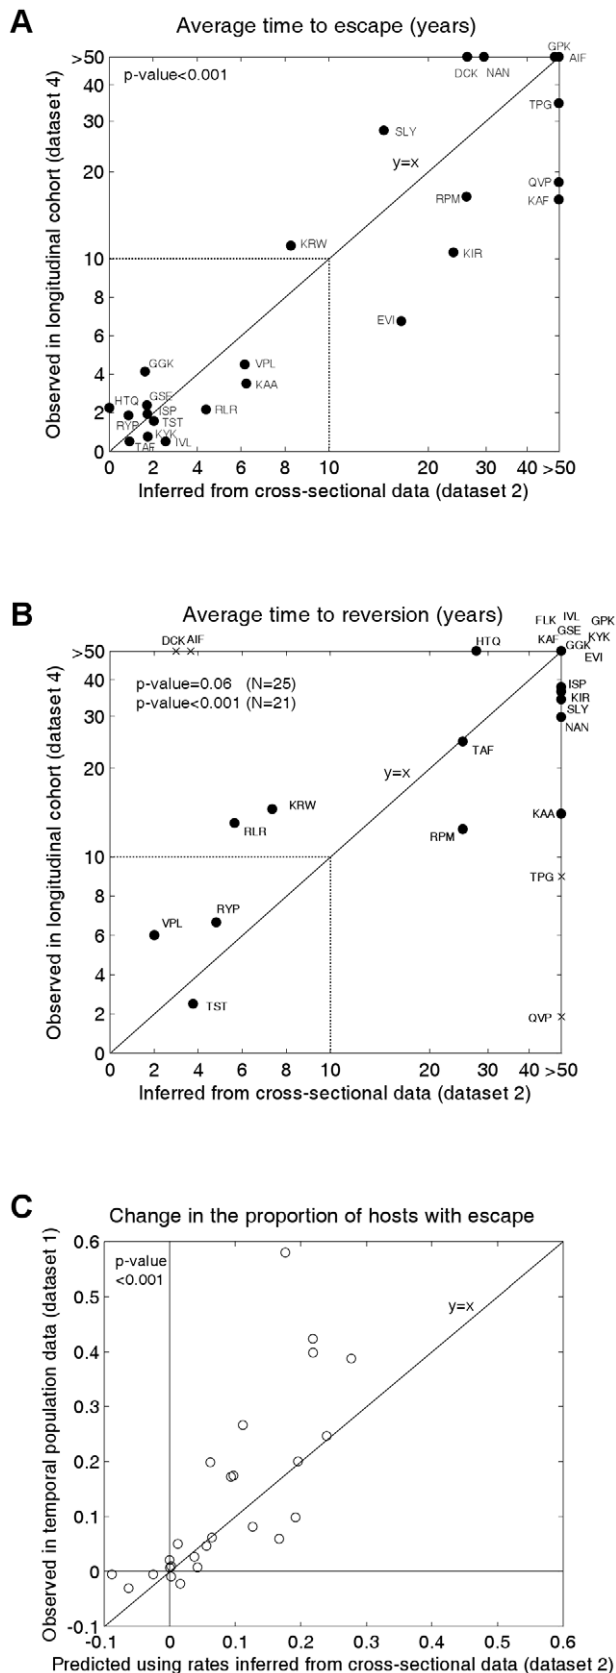 A
Average time to escape (years)
GPK
>50
AIF
p-value<0.001
DCK NAN
40
TPG
30
SLY
y=x
20
QVP
RPM
KAF
KRW
KIR
10
8
EVI
6
GGK
VPL
4
KAA
HTQ
GSE
ISP
RLR
2
RYP
TST
KYK
TAF
IVL
0
0 2 4 6 8 10 20 30 40 >50
Observed in longitudinal cohort (dataset 4)
Inferred from cross-sectional data (dataset 2)
B
Average time to reversion (years)
FLK IVL GPK
GSE
DCK AIF
HTQ
KAF
KYK
GGK
>50
EVI
40
p-value=0.06 (N=25)
ISP
KIR
p-value<0.001 (N=21)
SLY
30
NAN
TAF
20
y=x
KRW
RLR
KAA
RPM
10
TPG
8
RYP
VPL
6
4
TST
2
QVP
0
0 2 4 6 8 10 20 30 40 >50
Observed in longitudinal cohort (dataset 4)
Inferred from cross-sectional data (dataset 2)
C
Change in the proportion of hosts with escape
0.6
p-value
<0.001
y=x
0.5
0.4
0.3
0.2
0.1
0
-0.1
-0.1 0 0.1 0.2 0.3 0.4 0.5 0.6
Observed in temporal population data (dataset 1)
Predicted using rates inferred from cross-sectional data (dataset 2)